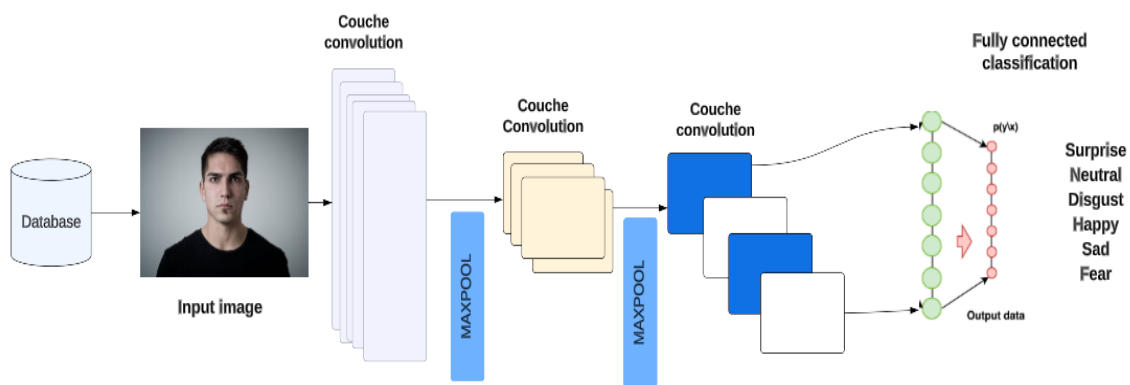 Couche
convolution
Fully connected
classification
Couche
Convolution
Couche
convolution
p(y\x)
Surprise
Neutral
Disgust
Happy
Sad
Fear
Database
MAXPOOL
MAXPOOL
Input image
Output data